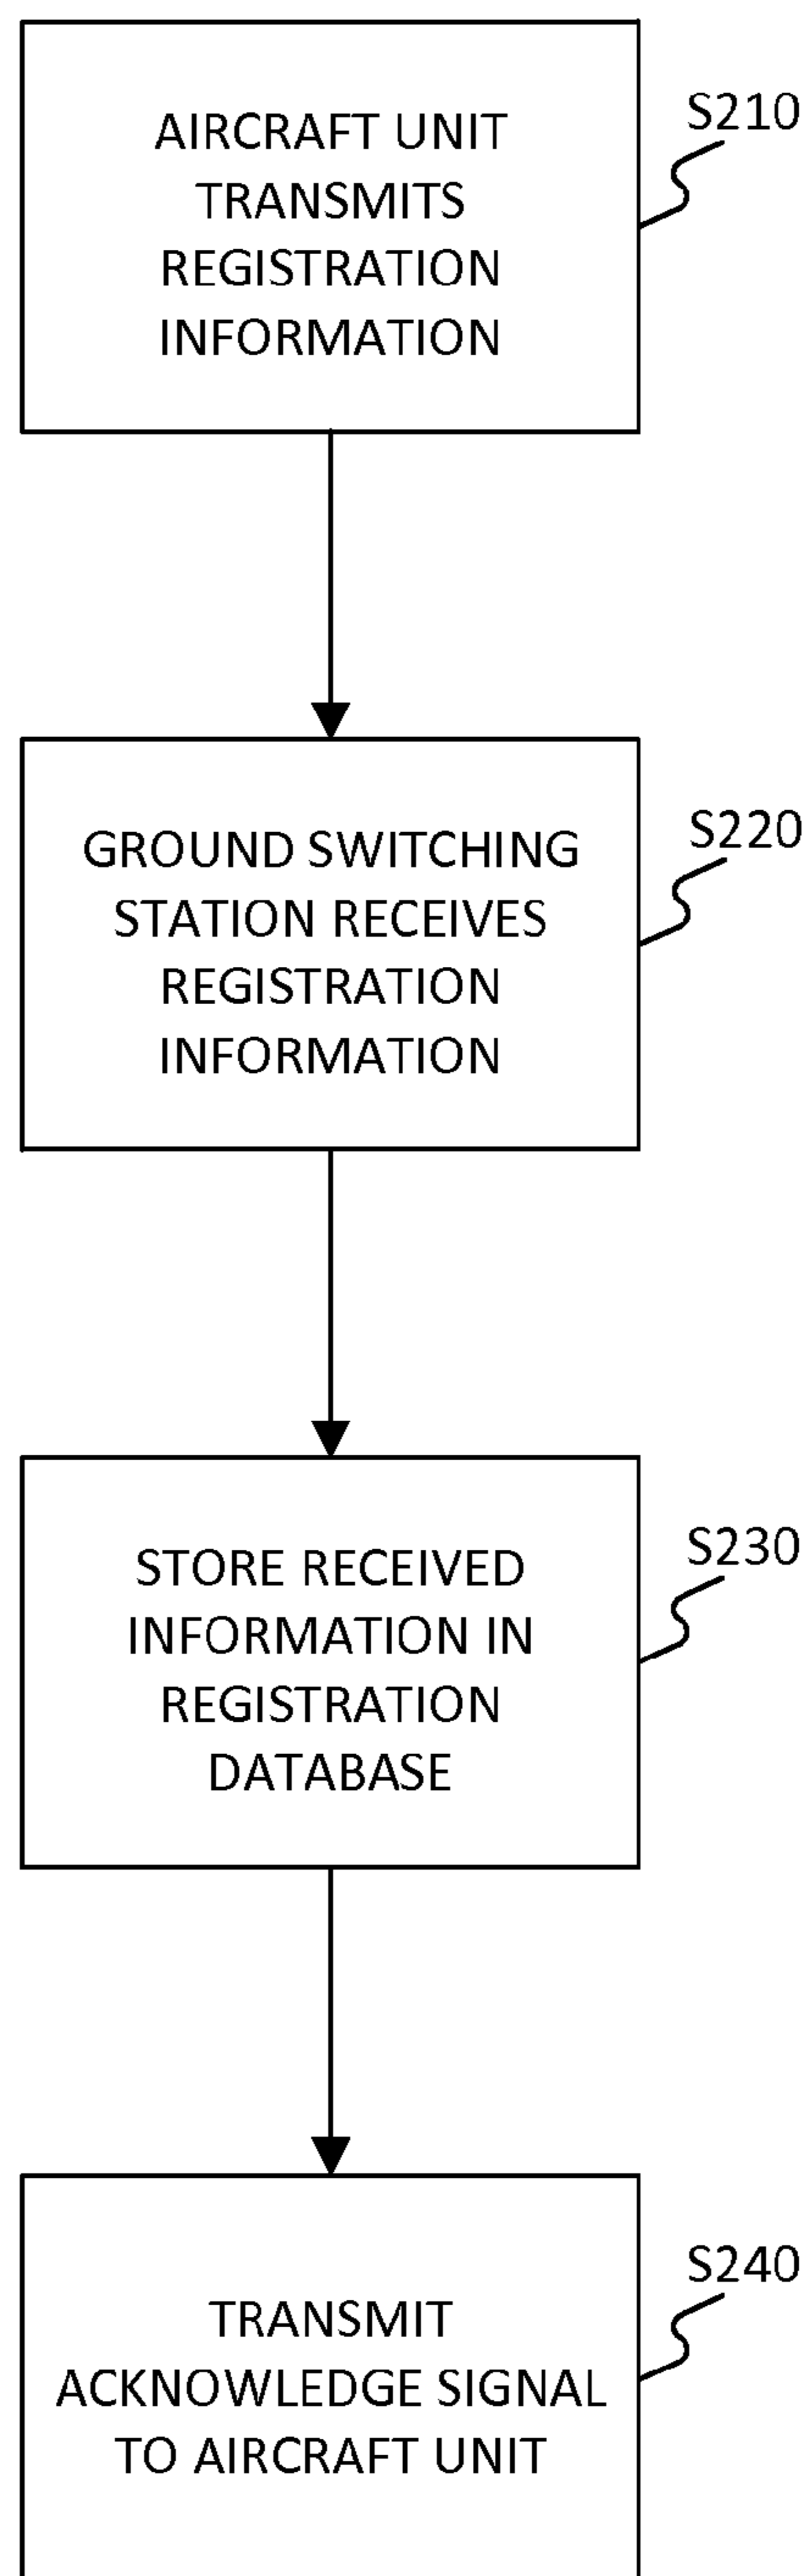 AIRCRAFT UNIT
TRANSMITS
REGISTRATION
INFORMATION
S210
GROUND SWITCHING
STATION RECEIVES
REGISTRATION
INFORMATION
S220
STORE RECEIVED
INFORMATION IN
REGISTRATION
DATABASE
S230
TRANSMIT
ACKNOWLEDGE SIGNAL
TO AIRCRAFT UNIT
S240